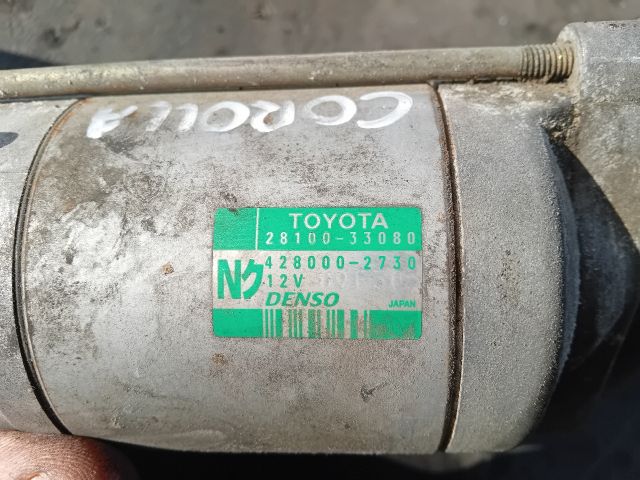 COROLLA
TOYOTA
28100-33080
Nク
428000-2730
12V
DENSO
JAPAN